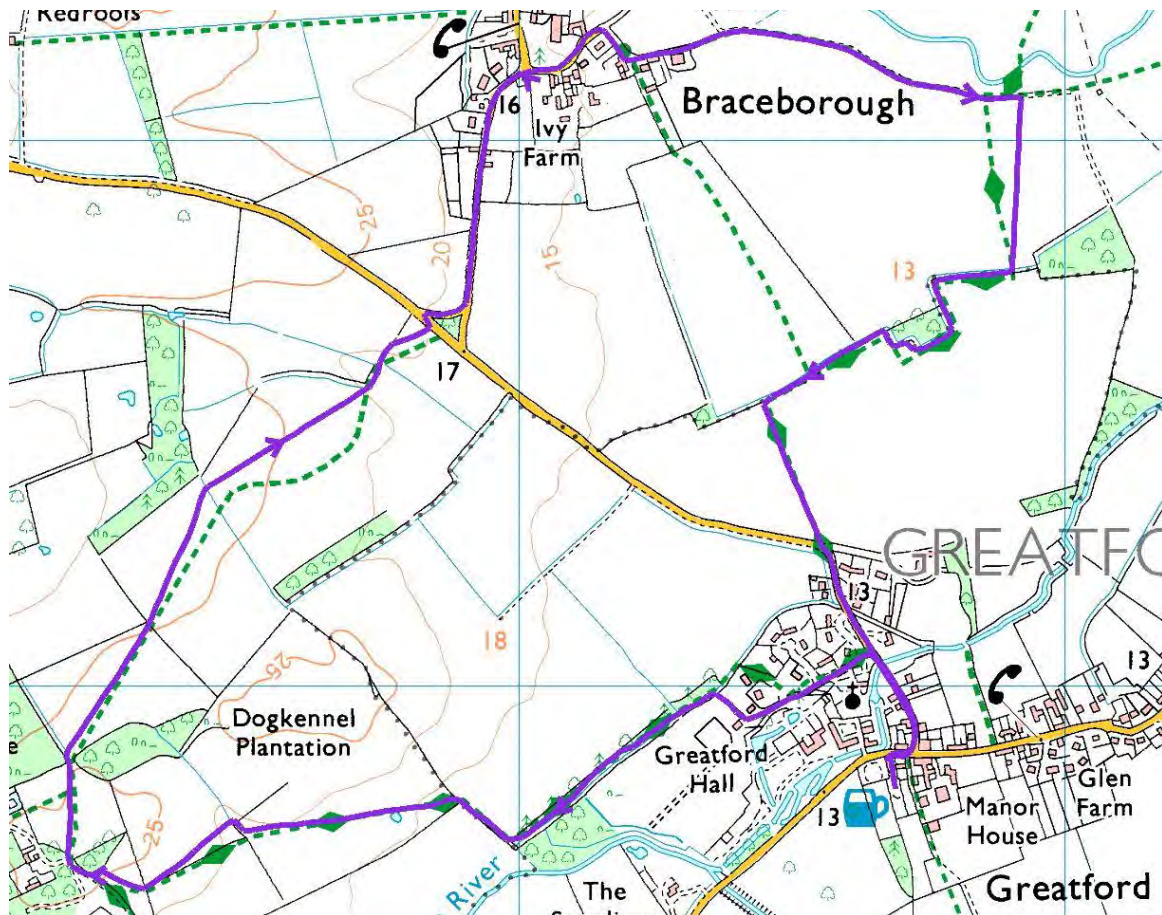 Redroofs
16
Ivy
Farm
Braceborough
25
20
15
13
17
GREATFO
18
13
25
13
Dogkennel
Plantation
Greatford
Hall
25
13
Manor
House
Glen
Farm
River
The
Greatford